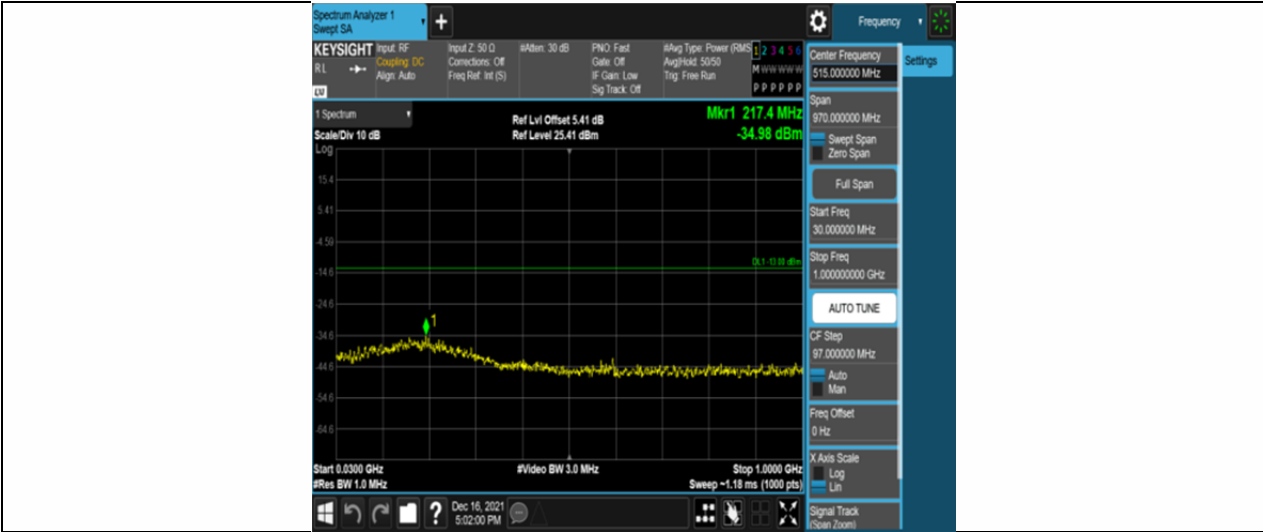 Spectrum Analyzer 1
Swept SA
+
Frequency
KEYSIGHT
Input: RF
Coupling: DC
Align: Auto
RL
LV
Input Z: 50 Ω
Corrections: Off
Freq Ref: Int (S)
#Atten: 30 dB
PNO: Fast
Gate: Off
IF Gain: Low
Sig Track: Off
#Avg Type: Power (RMS
Avg|Hold: 50/50
Trig: Free Run
1 2 3 4 5 6
M W W W W W
P P P P P P
Center Frequency
515.000000 MHz
Settings
Span
970.000000 MHz
Swept Span
Zero Span
Full Span
Start Freq
30.000000 MHz
Stop Freq
1.000000000 GHz
AUTO TUNE
CF Step
97.000000 MHz
Auto
Man
Freq Offset
0 Hz
X Axis Scale
Log
Lin
Signal Track
(Span Zoom)
1 Spectrum
Scale/Div 10 dB
Ref Lvl Offset 5.41 dB
Ref Level 25.41 dBm
Mkr1 217.4 MHz
-34.98 dBm
Log
15.4
5.41
-4.59
-14.6
-24.6
-34.6
-44.6
-54.6
-64.6
DL1 -13.00 dBm
1
Start 0.0300 GHz
#Res BW 1.0 MHz
#Video BW 3.0 MHz
Stop 1.0000 GHz
Sweep ~1.18 ms (1000 pts)
?
Dec 16, 2021
5:02:00 PM